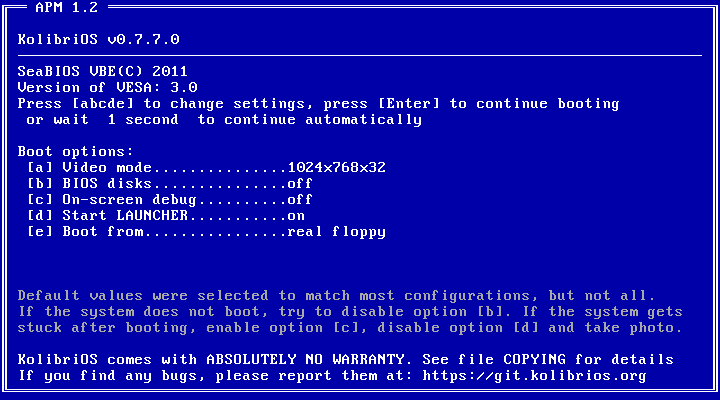 APM 1.2
KolibriOS v0.7.7.0
SeaBIOS VBE(C) 2011
Version of VESA: 3.0
Press [abcde] to change settings, press [Enter] to continue booting
or wait  1 second  to continue automatically
Boot options:
[a] Video mode...............1024x768x32
[b] BIOS disks...............off
[c] On-screen debug..........off
[d] Start LAUNCHER...........on
[e] Boot from................real floppy
Default values were selected to match most configurations, but not all.
If the system does not boot, try to disable option [b]. If the system gets
stuck after booting, enable option [c], disable option [d] and take photo.
KolibriOS comes with ABSOLUTELY NO WARRANTY. See file COPYING for details
If you find any bugs, please report them at: https://git.kolibrios.org